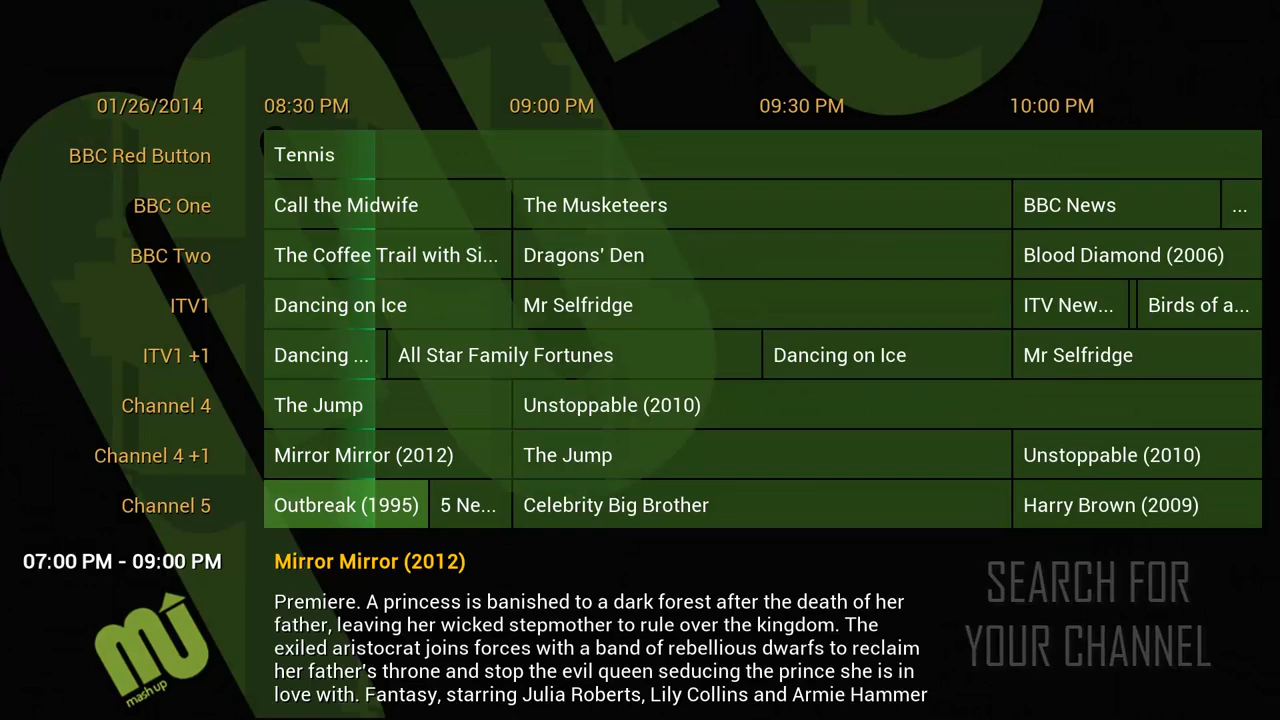 01/26/2014 08:30 PM 09:00 PM 09:30 PM 10:00 PM
BBC Red Button Tennis
BBC One Call the Midwife The Musketeers BBC News ...
BBC Two The Coffee Trail with Si... Dragons' Den Blood Diamond (2006)
ITV1 Dancing on Ice Mr Selfridge ITV New... Birds of a...
ITV1 +1 Dancing ... All Star Family Fortunes Dancing on Ice Mr Selfridge
Channel 4 The Jump Unstoppable (2010)
Channel 4 +1 Mirror Mirror (2012) The Jump Unstoppable (2010)
Channel 5 Outbreak (1995) 5 Ne... Celebrity Big Brother Harry Brown (2009)
07:00 PM - 09:00 PM Mirror Mirror (2012)
Premiere. A princess is banished to a dark forest after the death of her
father, leaving her wicked stepmother to rule over the kingdom. The
exiled aristocrat joins forces with a band of rebellious dwarfs to reclaim
her father's throne and stop the evil queen seducing the prince she is in
love with. Fantasy, starring Julia Roberts, Lily Collins and Armie Hammer
SEARCH FOR
YOUR CHANNEL
mu
mashup